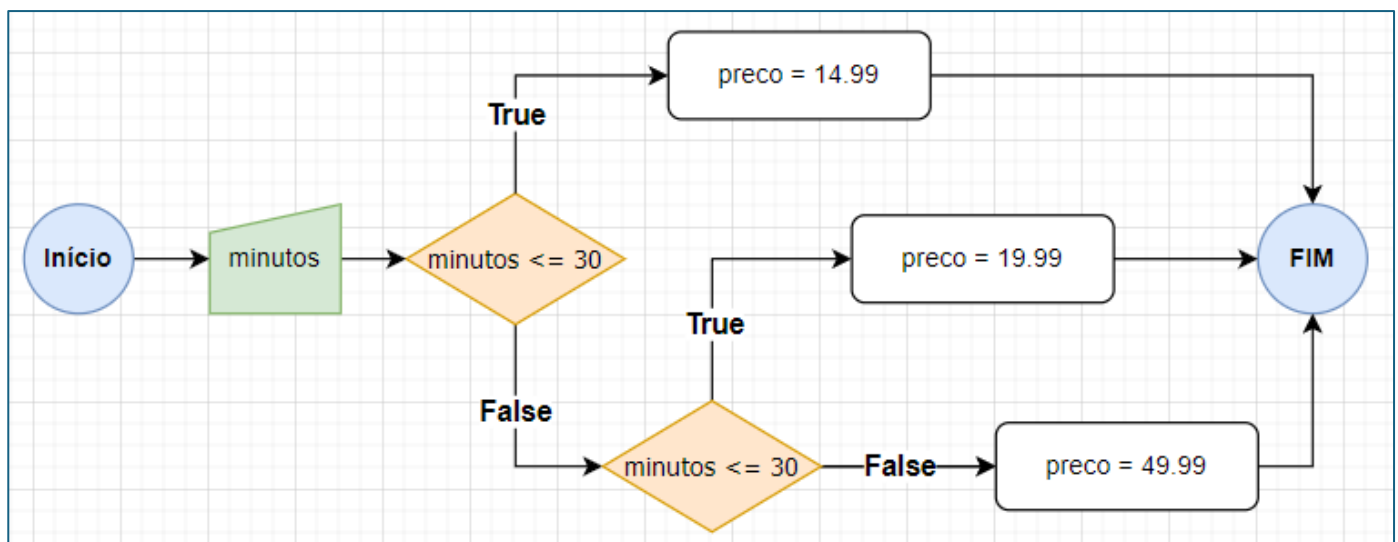 preco = 14.99
True
Início
minutos
minutos <= 30
preco = 19.99
FIM
True
False
minutos <= 30
False
preco = 49.99